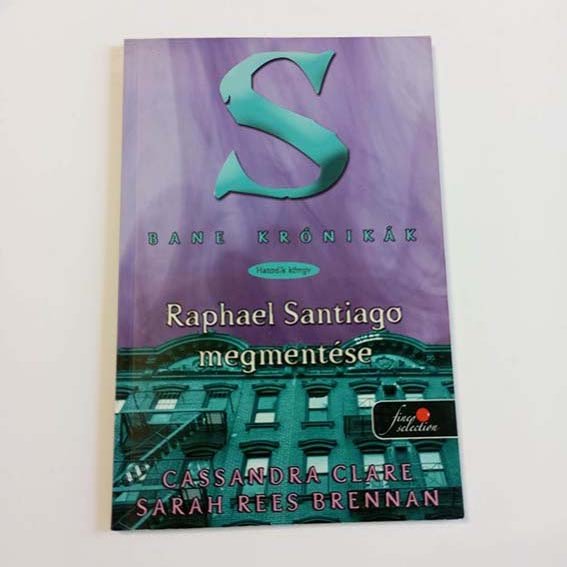 S
BANE KRÓNIKÁK
Hatodik könyv
Raphael Santiago
megmentése
fine
selection
CASSANDRA CLARE
SARAH REES BRENNAN